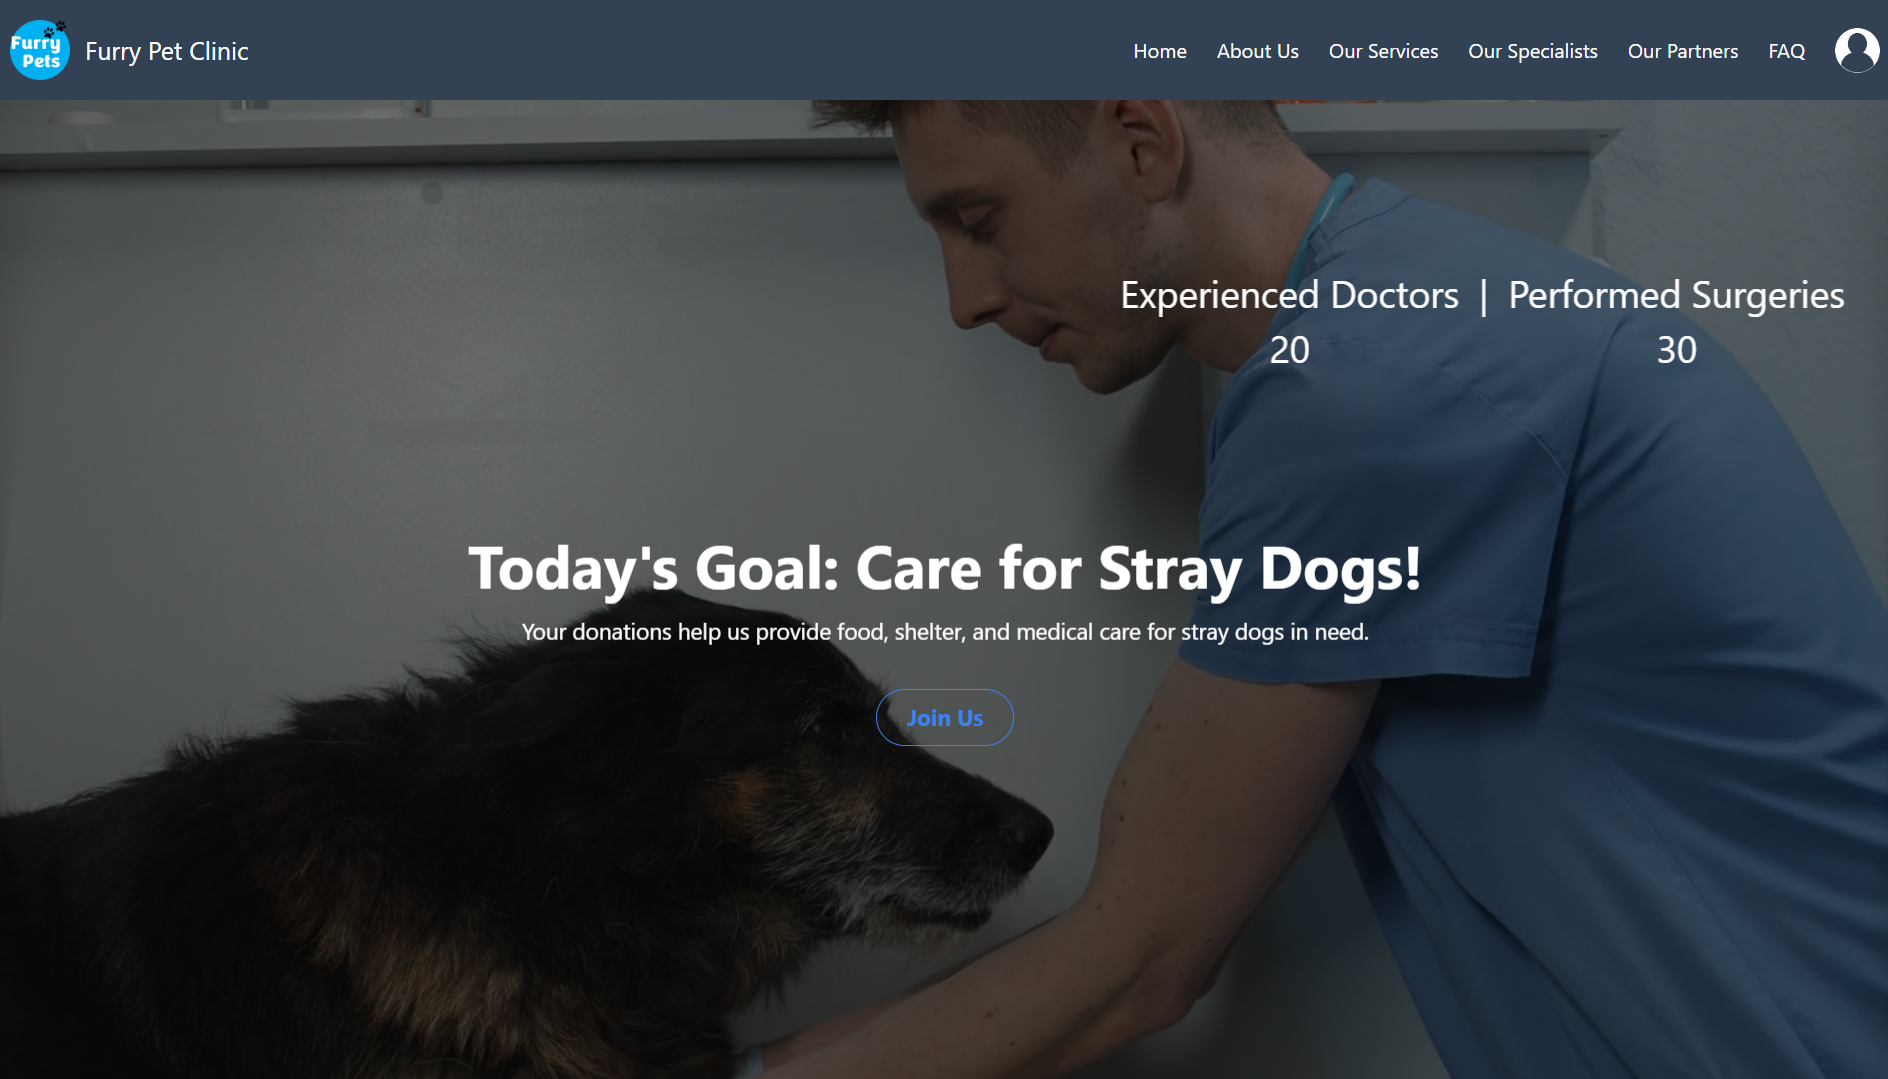 Furry
Pets
Furry Pet Clinic
Home About Us Our Services Our Specialists Our Partners FAQ
Experienced Doctors | Performed Surgeries
20 30
Today's Goal: Care for Stray Dogs!
Your donations help us provide food, shelter, and medical care for stray dogs in need.
Join Us